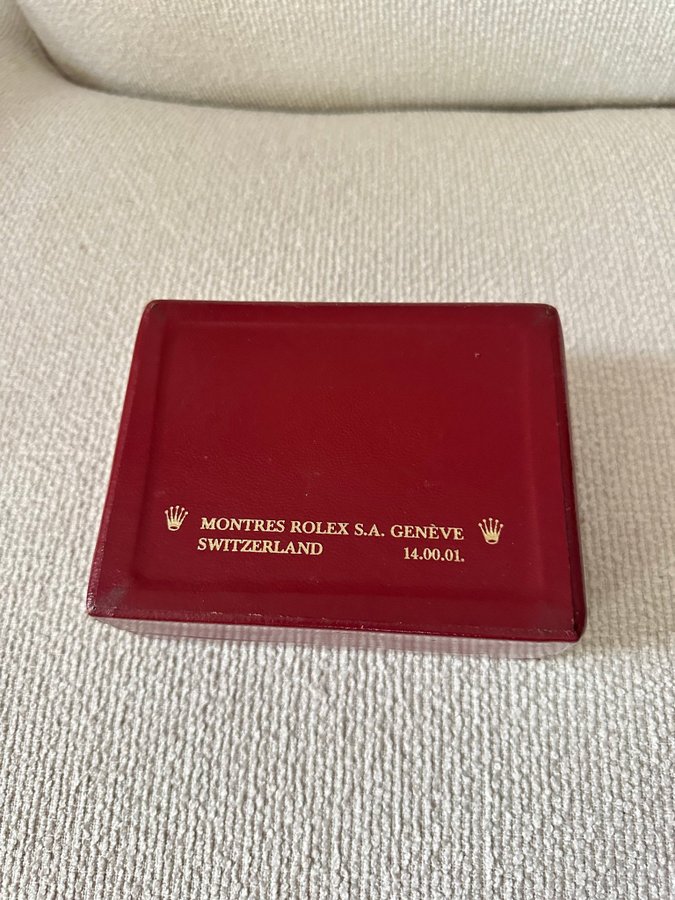 MONTRES ROLEX S.A. GENÈVE
SWITZERLAND 14.00.01.